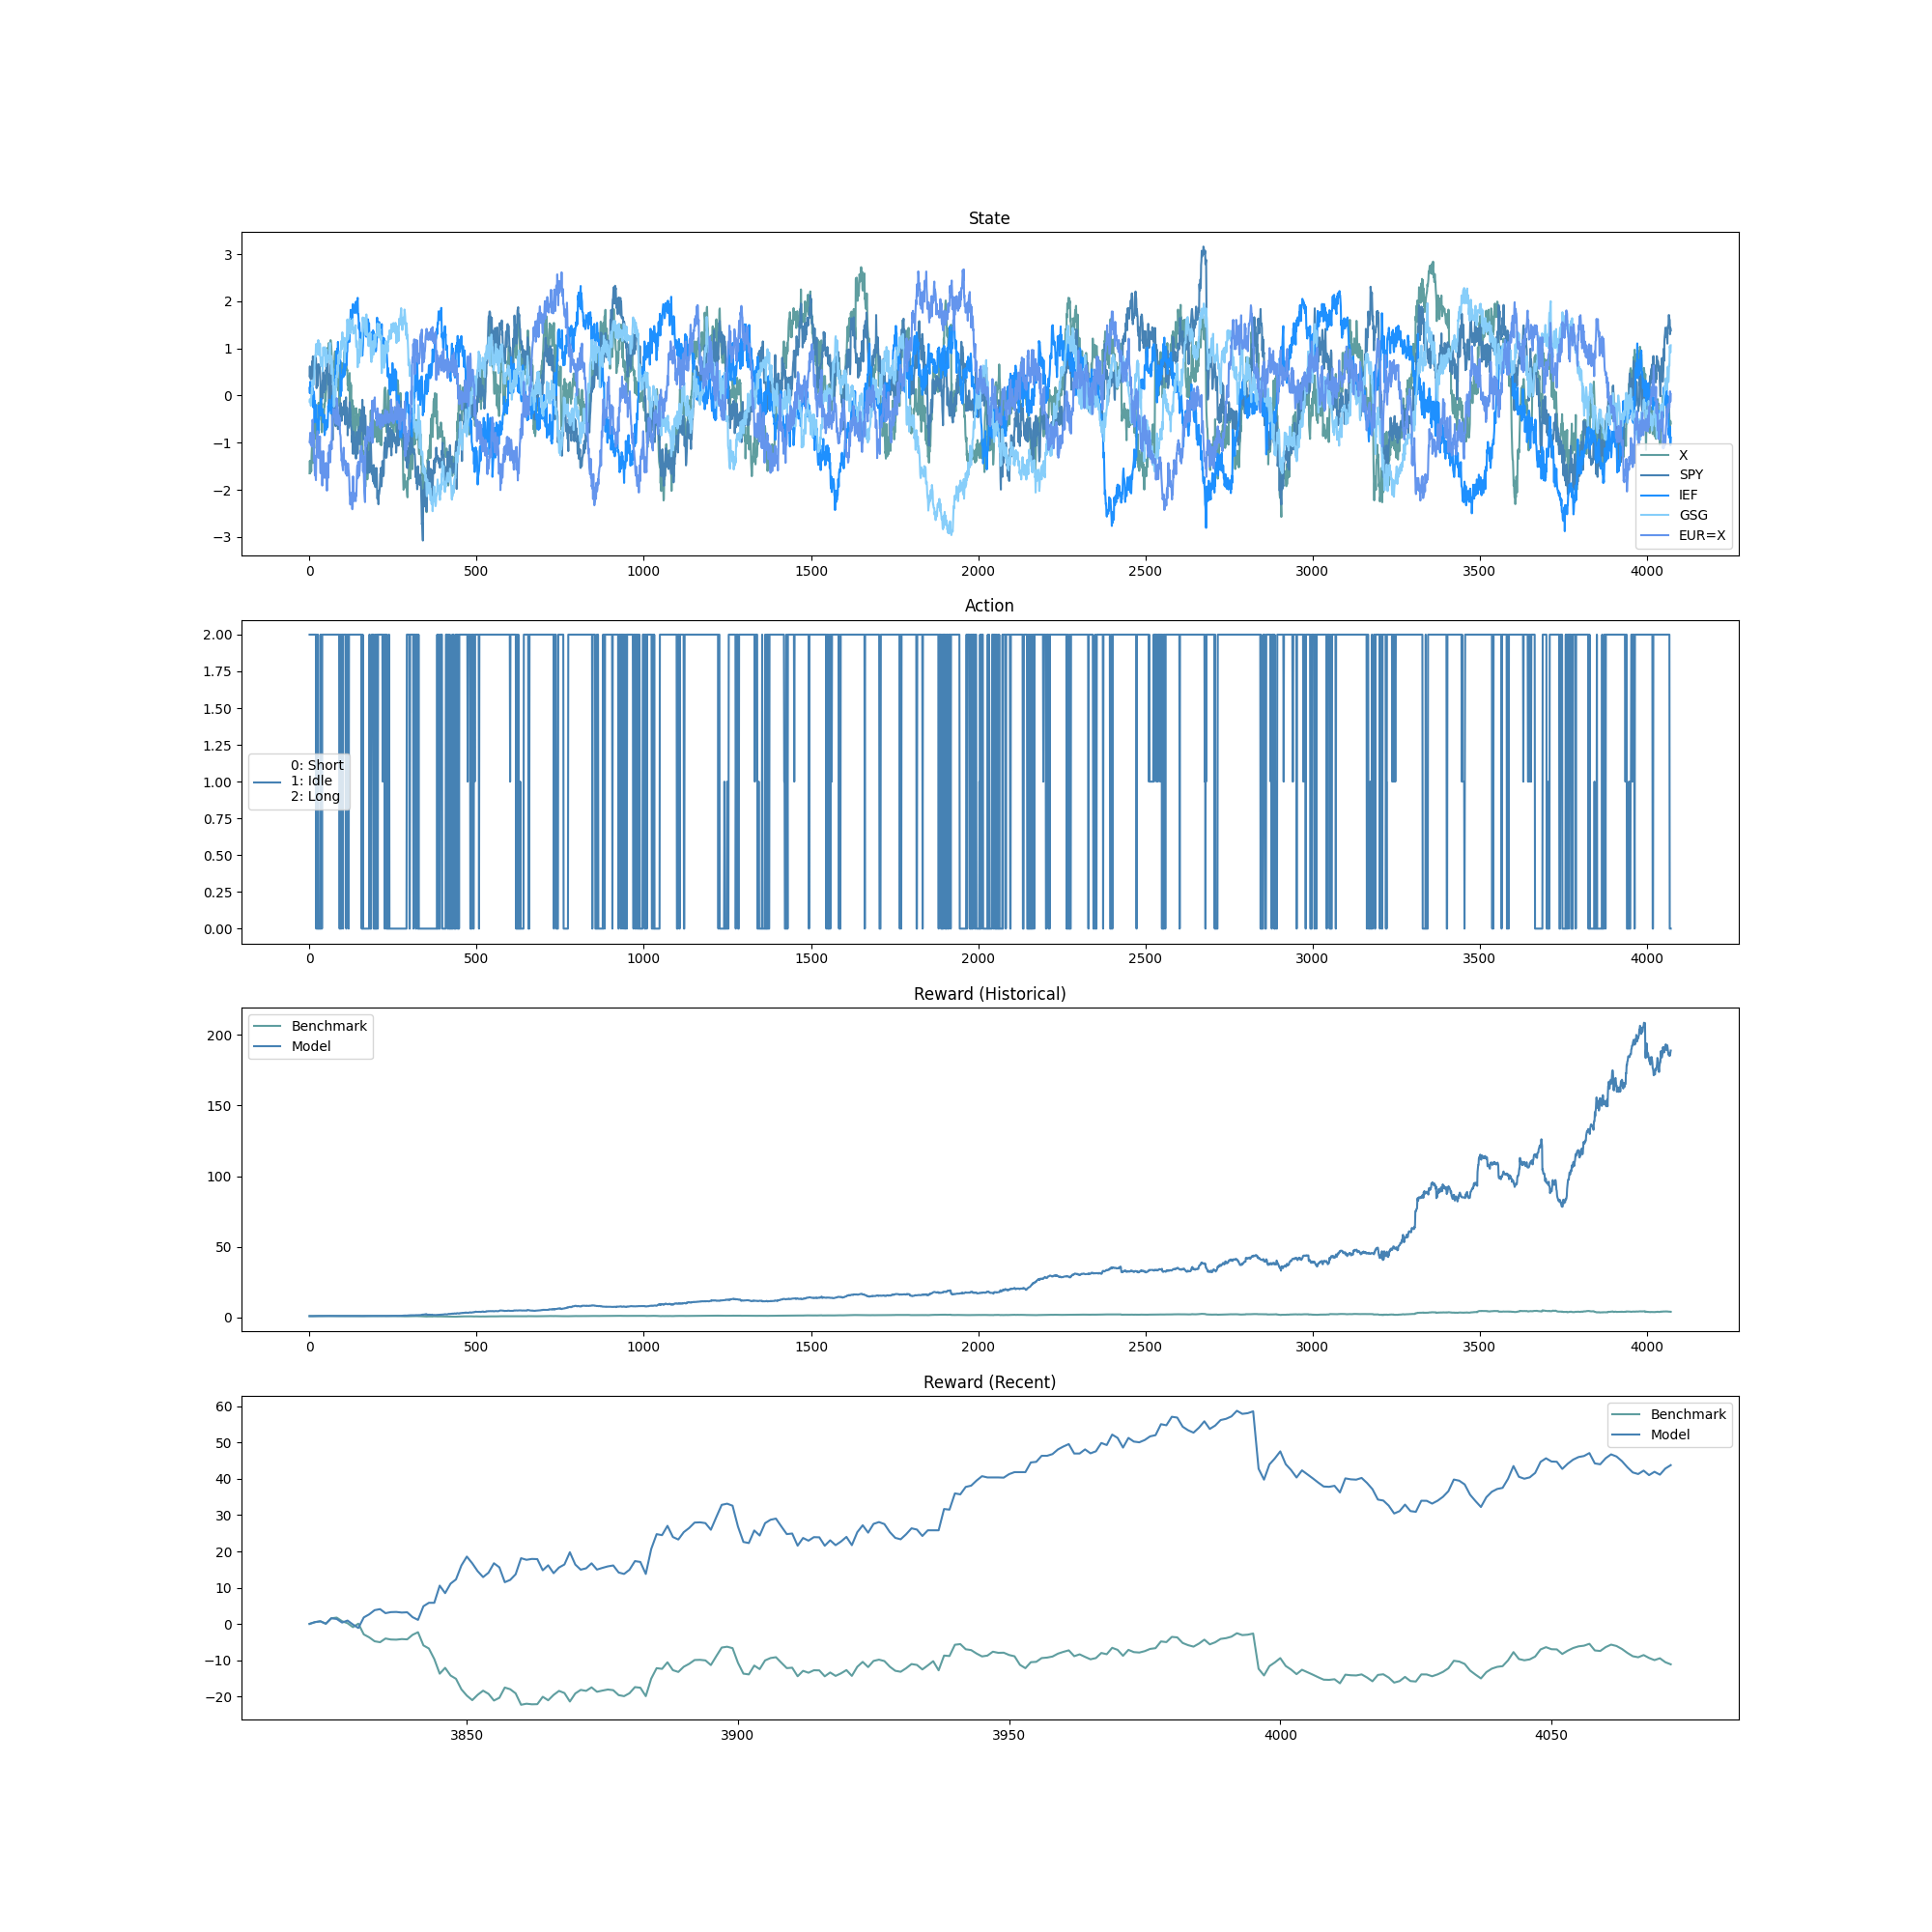 State
3
2
1
0
−1
−2
−3
X
SPY
IEF
GSG
EUR=X
0 500 1000 1500 2000 2500 3000 3500 4000
Action
2.00
1.75
1.50
1.25
1.00
0.75
0.50
0.25
0.00
0: Short
1: Idle
2: Long
0 500 1000 1500 2000 2500 3000 3500 4000
Reward (Historical)
200
150
100
50
0
Benchmark
Model
0 500 1000 1500 2000 2500 3000 3500 4000
Reward (Recent)
60
50
40
30
20
10
0
−10
−20
Benchmark
Model
3850 3900 3950 4000 4050